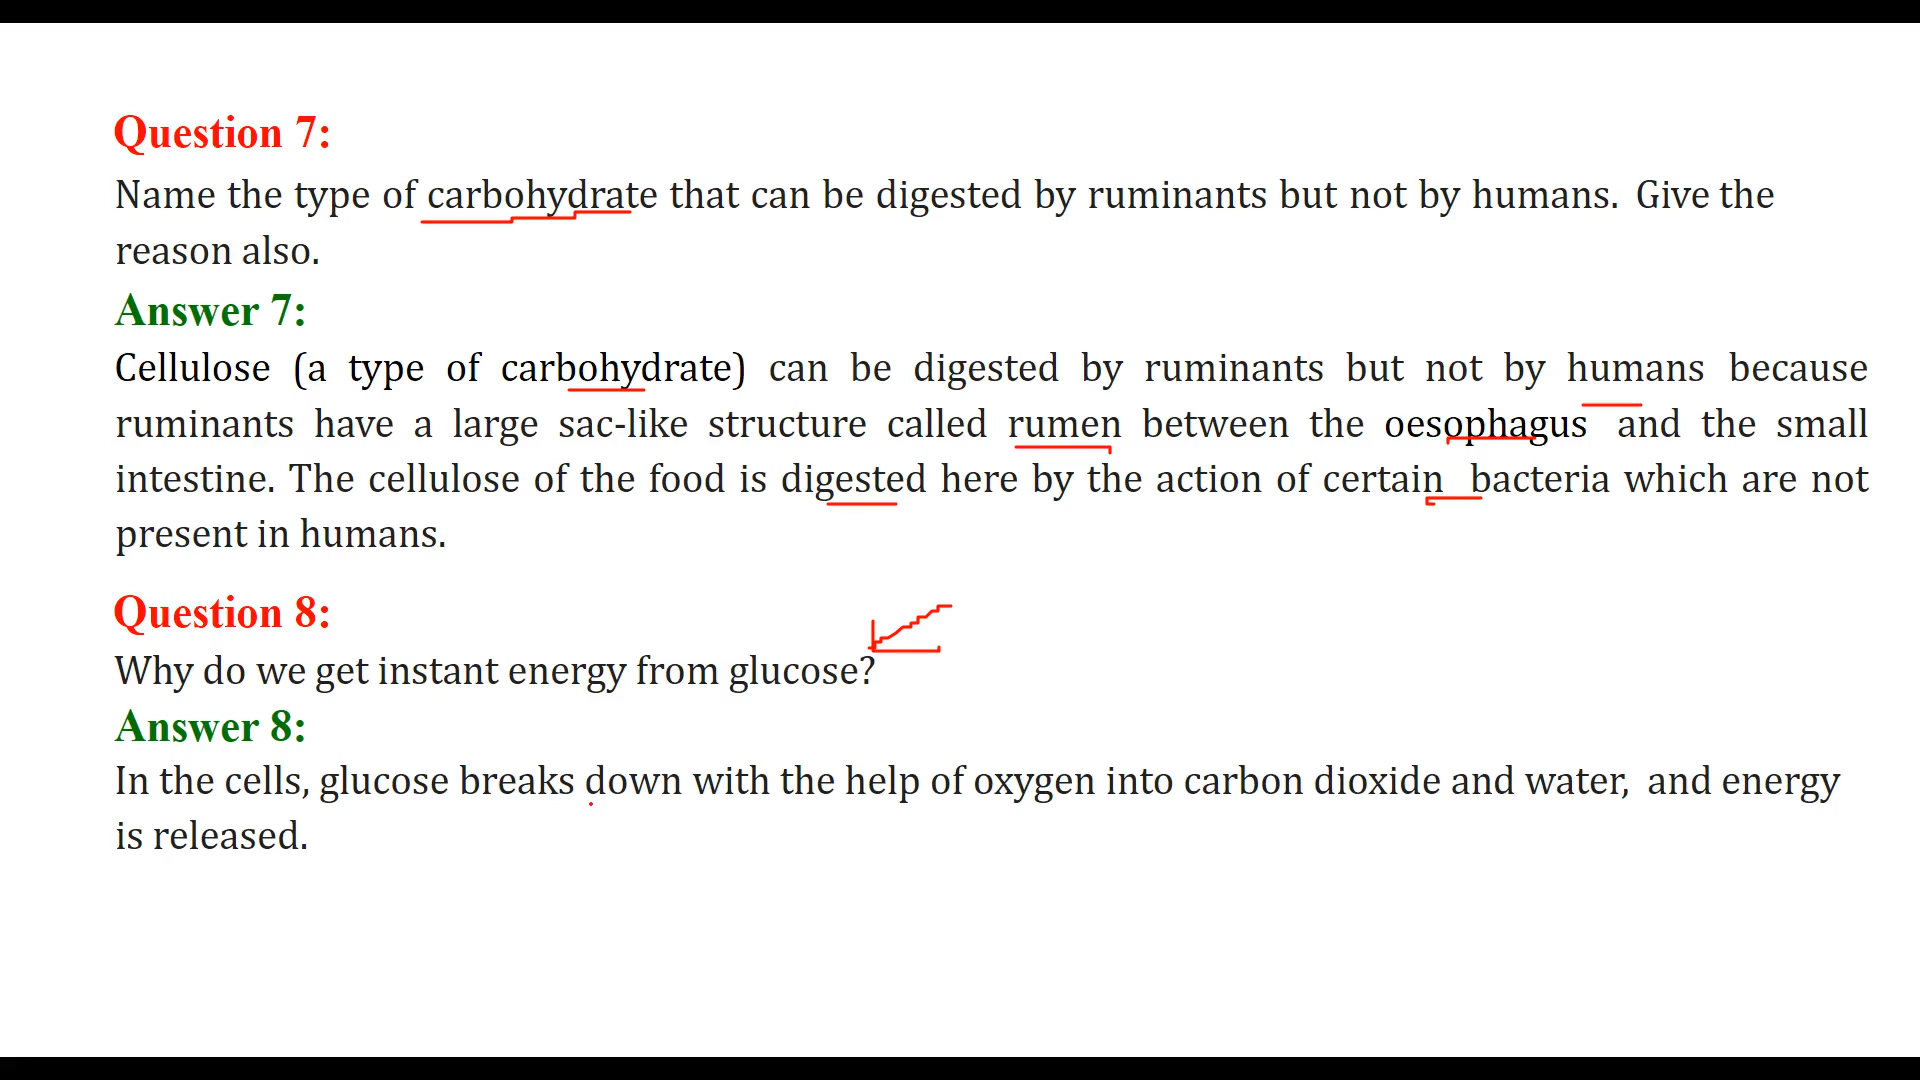 Question 7:
Name the type of carbohydrate that can be digested by ruminants but not by humans. Give the
reason also.
Answer 7:
Cellulose (a type of carbohydrate) can be digested by ruminants but not by humans because
ruminants have a large sac-like structure called rumen between the oesophagus and the small
intestine. The cellulose of the food is digested here by the action of certain bacteria which are not
present in humans.
Question 8:
Why do we get instant energy from glucose?
Answer 8:
In the cells, glucose breaks down with the help of oxygen into carbon dioxide and water, and energy
is released.